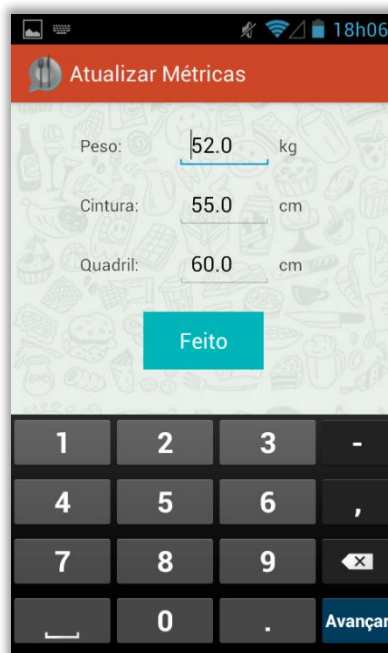 18h06
Atualizar Métricas
Peso: 52.0 kg
Cintura: 55.0 cm
Quadril: 60.0 cm
Feito
1 2 3 -
4 5 6 ,
7 8 9
0 . Avançar